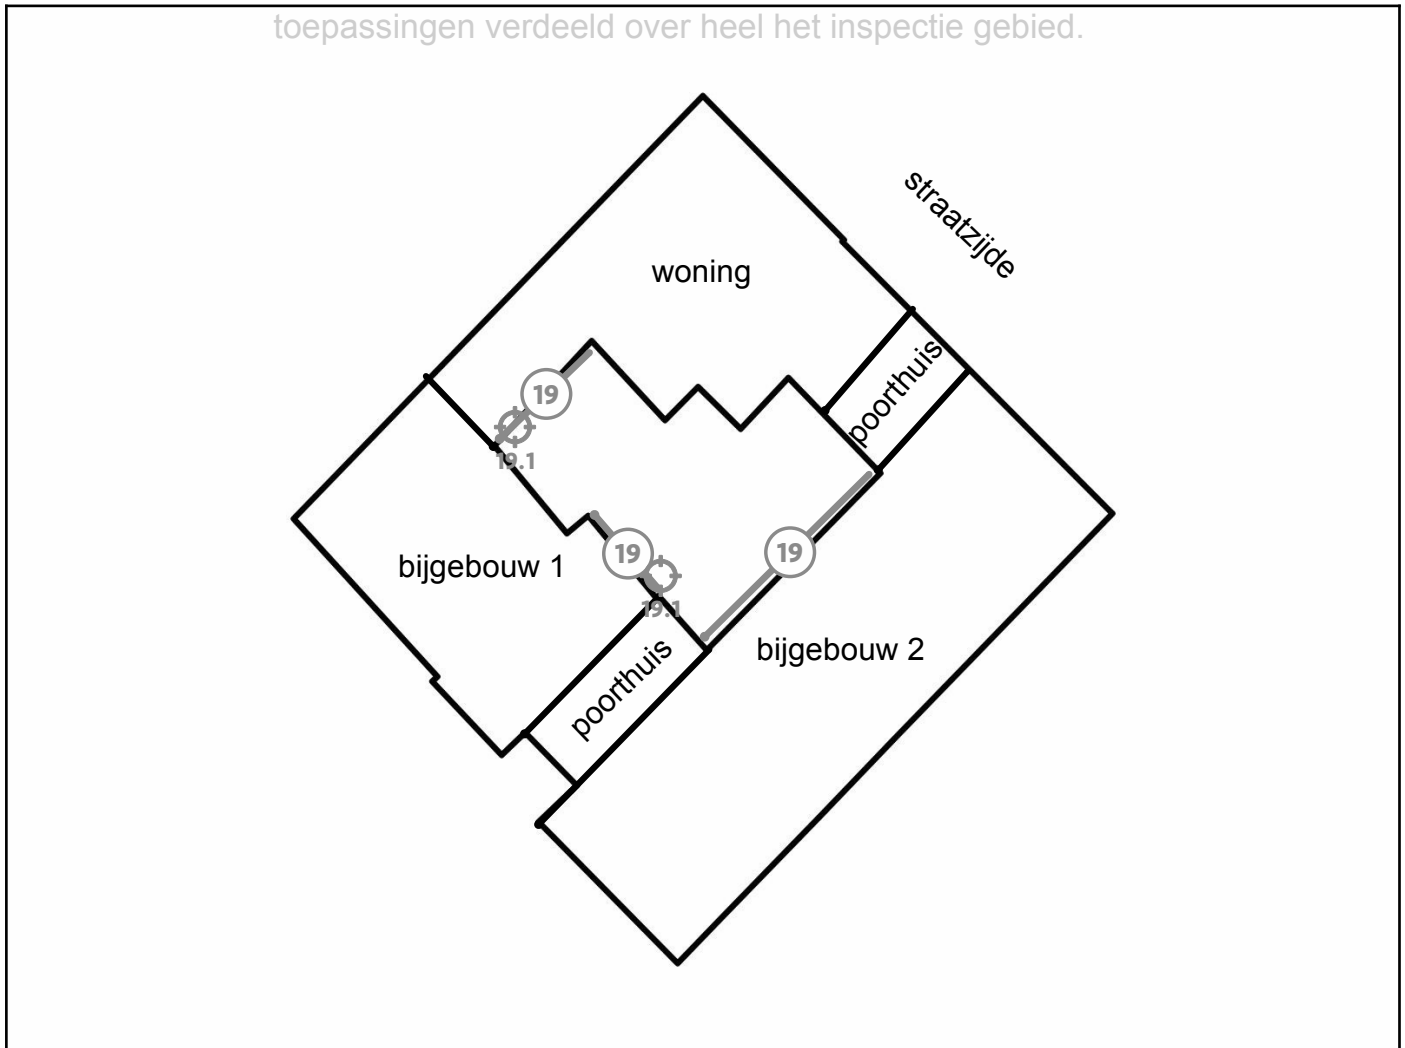 toepassingen verdeeld over heel het inspectie gebied.
straatzijde
woning
poorthuis
19
19.1
19
19
bijgebouw 1
19.1
bijgebouw 2
poorthuis